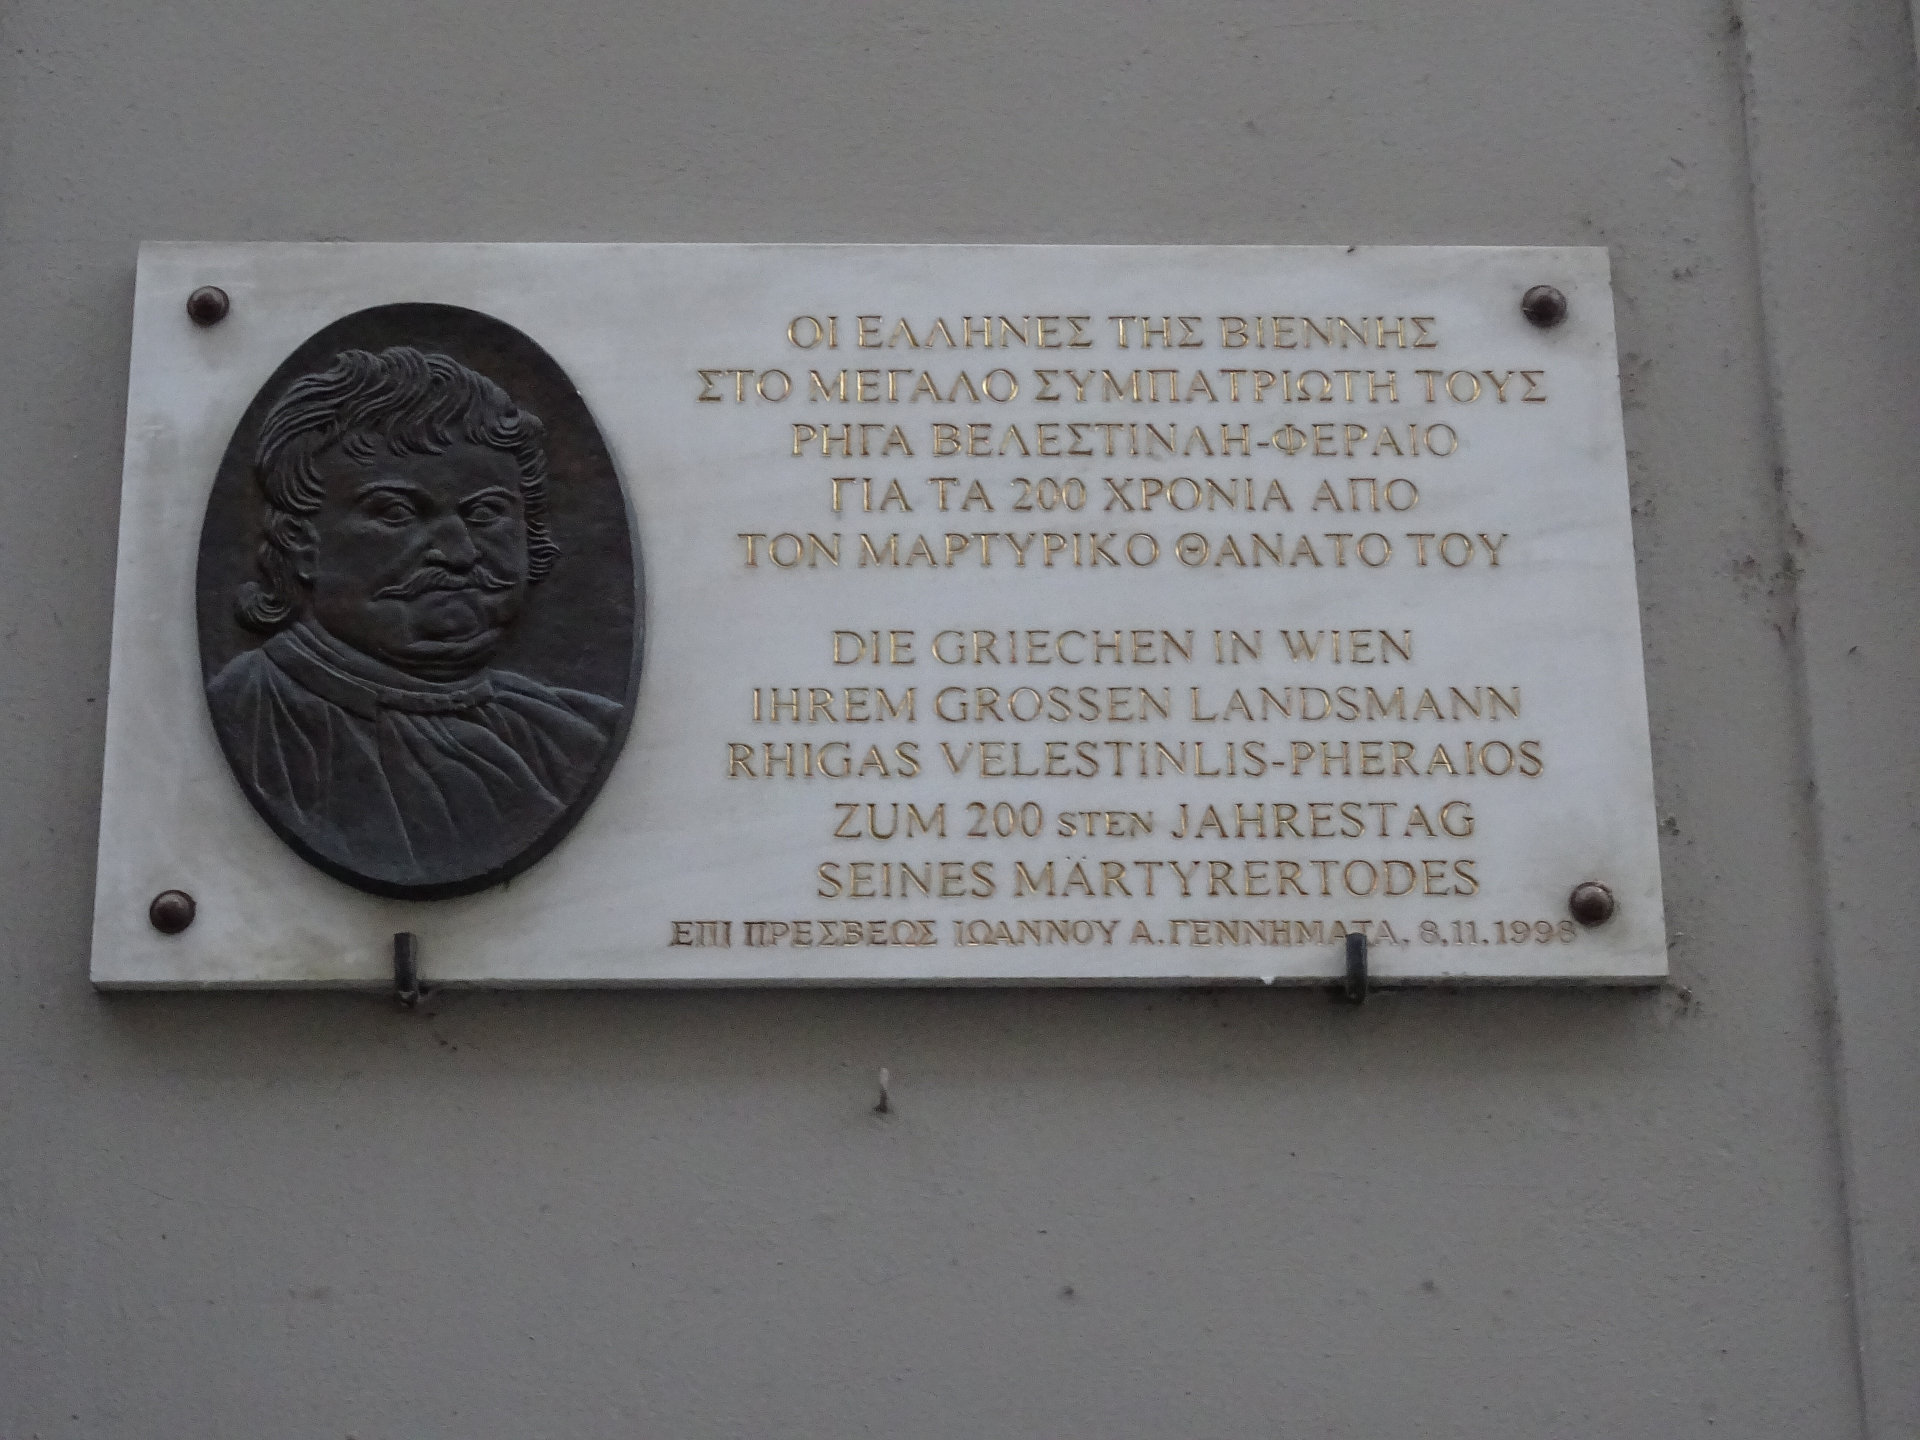 ΟΙ ΕΛΛΗΝΕΣ ΤΗΣ ΒΙΕΝΝΗΣ
ΣΤΟ ΜΕΓΑΛΟ ΣΥΜΠΑΤΡΙΩΤΗ ΤΟΥΣ
ΡΗΓΑ ΒΕΛΕΣΤΙΝΛΗ-ΦΕΡΑΙΟ
ΓΙΑ ΤΑ 200 ΧΡΟΝΙΑ ΑΠΟ
ΤΟΝ ΜΑΡΤΥΡΙΚΟ ΘΑΝΑΤΟ ΤΟΥ
DIE GRIECHEN IN WIEN
IHREM GROSSEN LANDSMANN
RHIGAS VELESTINLIS-PHERAIOS
ZUM 200 STEN JAHRESTAG
SEINES MÄRTYRERTODES
ΕΠΙ ΠΡΕΣΒΕΩΣ ΙΩΑΝΝΟΥ Α.ΓΕΝΝΗΜΑΤΑ, 8.11.1998